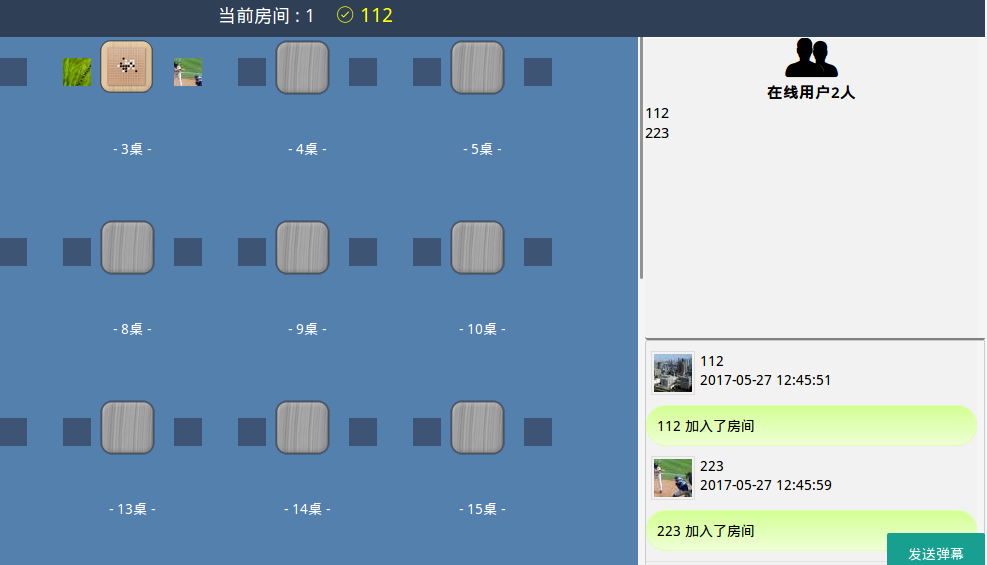 当前房间 : 1 112
- 3桌 - - 4桌 - - 5桌 -
- 8桌 - - 9桌 - - 10桌 -
- 13桌 - - 14桌 - - 15桌 -
在线用户2人
112
223
112
2017-05-27 12:45:51
112 加入了房间
223
2017-05-27 12:45:59
223 加入了房间
发送弹幕